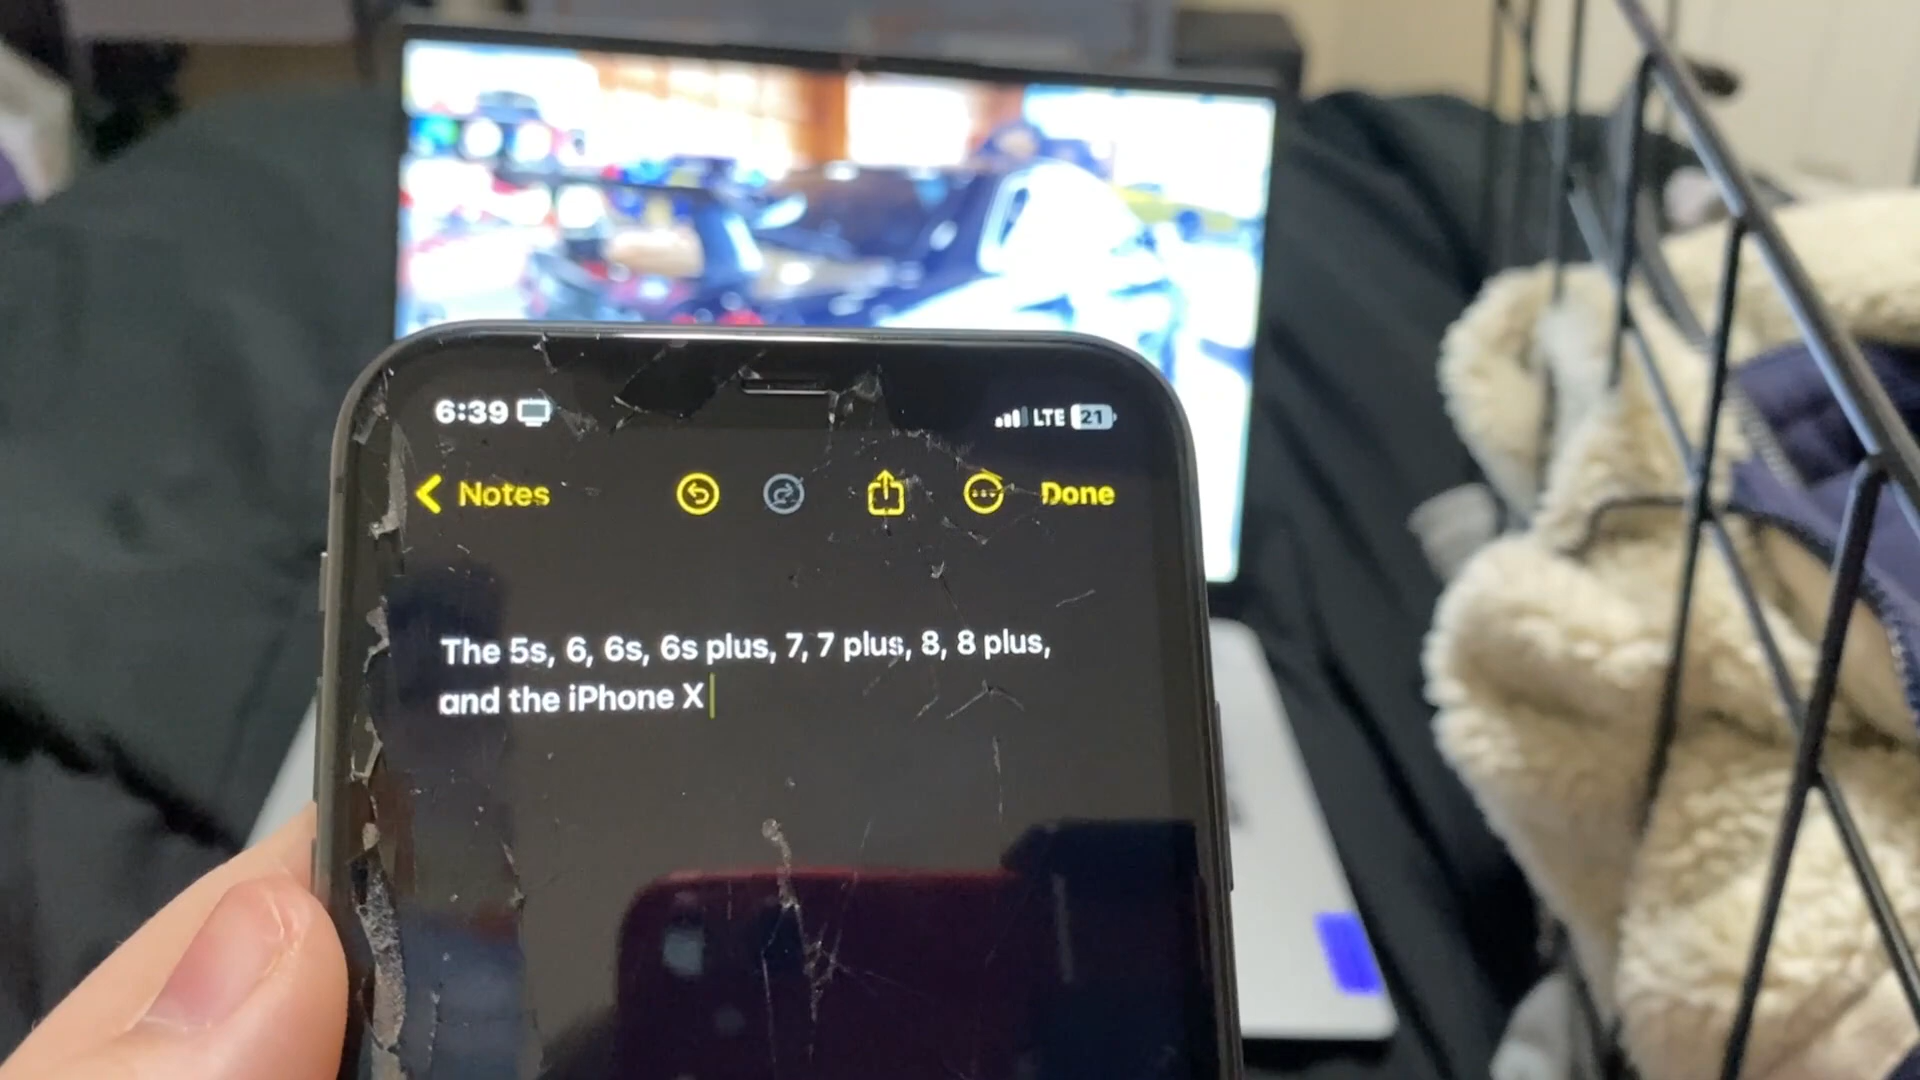 6:39 LTE 21
Notes Done
The 5s, 6, 6s, 6s plus, 7, 7 plus, 8, 8 plus,
and the iPhone X